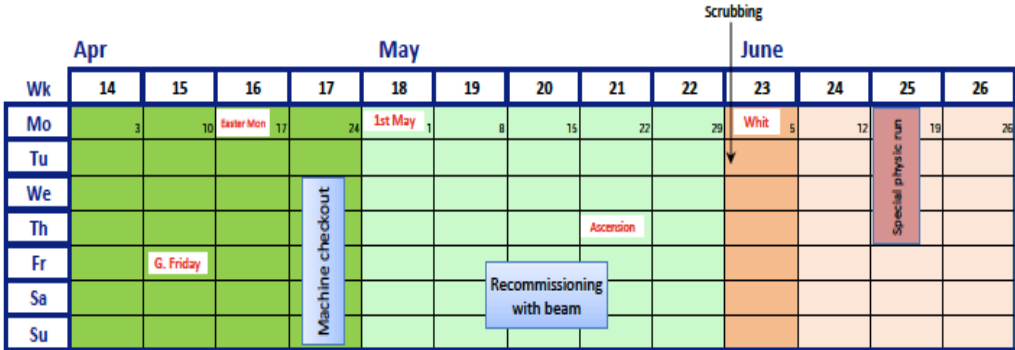 Scrubbing
Apr May June
Wk 14 15 16 17 18 19 20 21 22 23 24 25 26
Mo 3 10 Easter Mon 17 24 1st May 1 8 15 22 29 Whit 5 12 19 26
Tu
We
Th Ascension
Fr G. Friday
Sa
Su
Machine checkout
Recommissioning
with beam
Special physic run